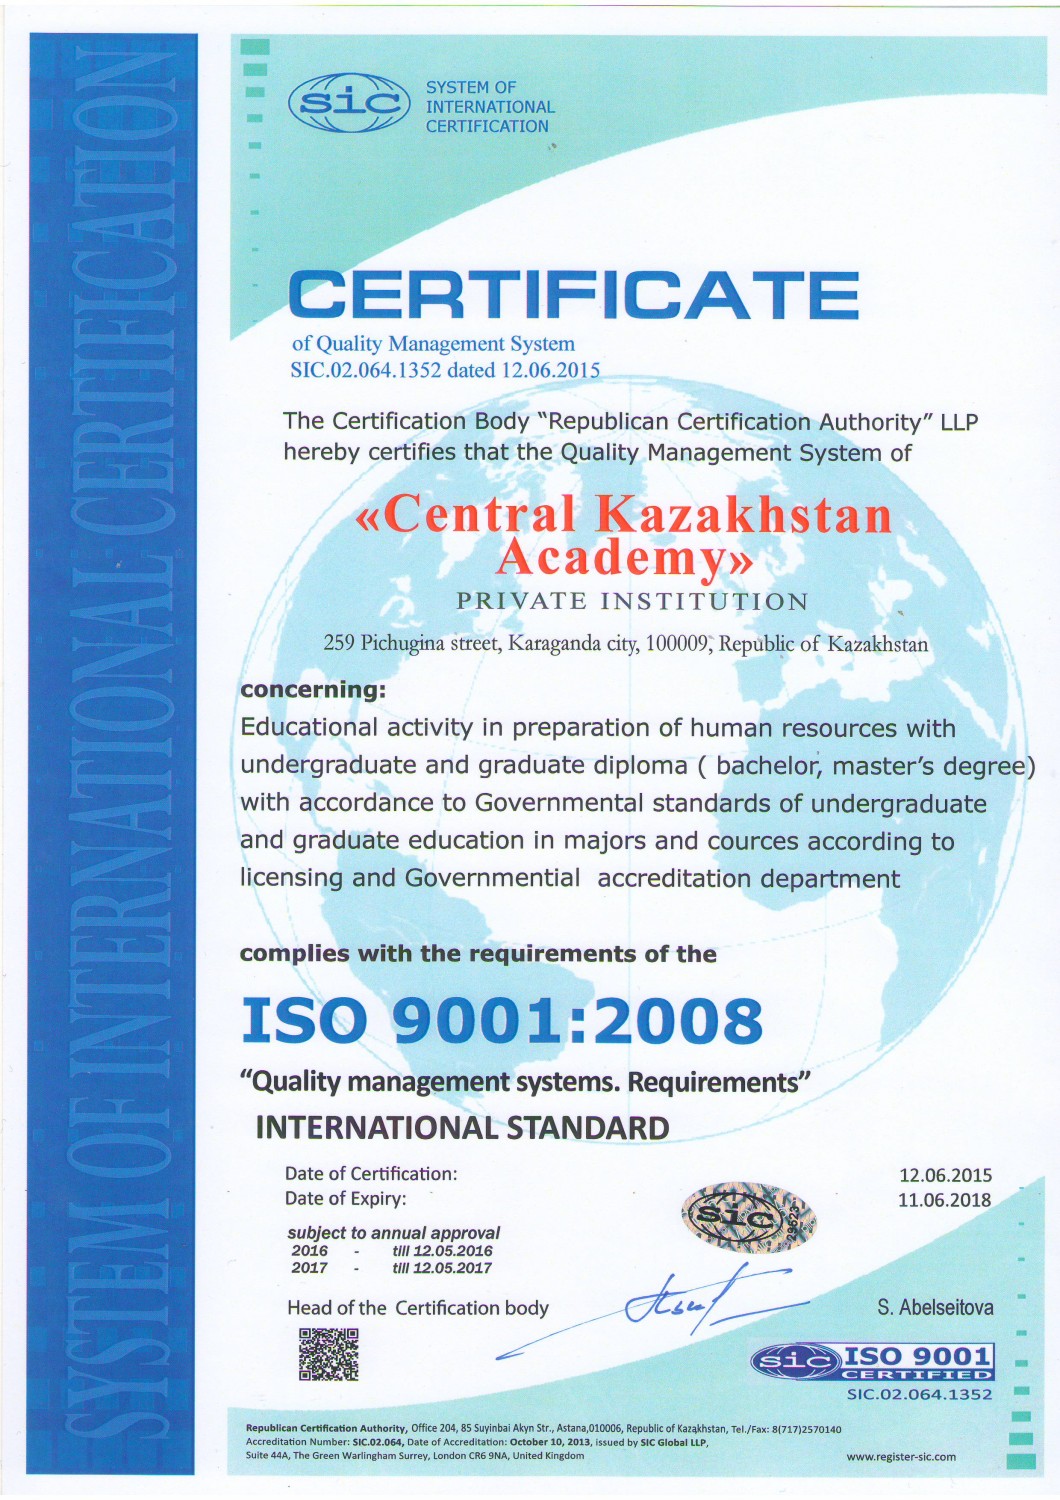 SYSTEM OF INTERNATIONAL CERTIFICATION
sic
SYSTEM OF
INTERNATIONAL
CERTIFICATION
CERTIFICATE
of Quality Management System
SIC.02.064.1352 dated 12.06.2015
The Certification Body “Republican Certification Authority” LLP
hereby certifies that the Quality Management System of
«Central Kazakhstan
Academy»
PRIVATE INSTITUTION
259 Pichugina street, Karaganda city, 100009, Republic of Kazakhstan
concerning:
Educational activity in preparation of human resources with
undergraduate and graduate diploma ( bachelor, master’s degree)
with accordance to Governmental standards of undergraduate
and graduate education in majors and cources according to
licensing and Governmential accreditation department
complies with the requirements of the
ISO 9001:2008
“Quality management systems. Requirements”
INTERNATIONAL STANDARD
Date of Certification: 12.06.2015
Date of Expiry: 11.06.2018
sic 29623
subject to annual approval
2016 - till 12.05.2016
2017 - till 12.05.2017
Head of the Certification body S. Abelseitova
sic ISO 9001
CERTIFIED
SIC.02.064.1352
Republican Certification Authority, Office 204, 85 Suyinbai Akyn Str., Astana,010006, Republic of Kazakhstan, Tel./Fax: 8(717)2570140
Accreditation Number: SIC.02.064, Date of Accreditation: October 10, 2013, issued by SIC Global LLP,
Suite 44A, The Green Warlingham Surrey, London CR6 9NA, United Kingdom
www.register-sic.com